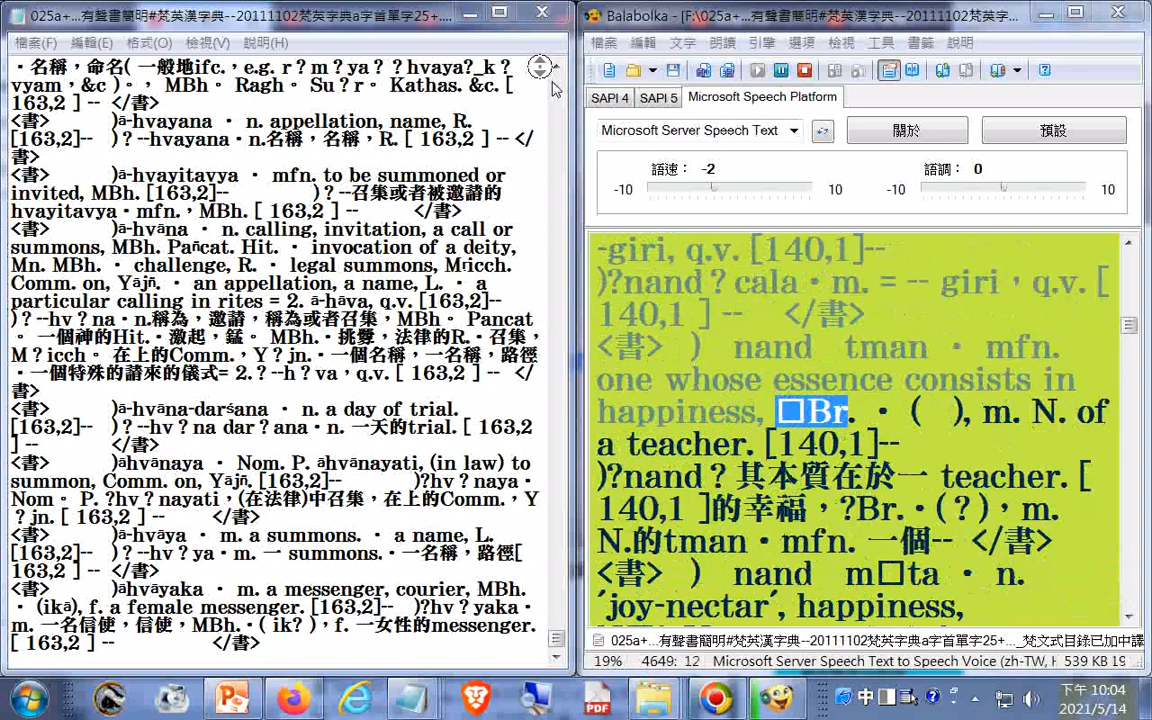 025a+...有聲書簡明#梵英漢字典--20111102梵英字典a字首單字25+...
檔案(F) 編輯(E) 格式(O) 檢視(V) 說明(H)
‧名稱，命名( 一般地ifc.，e.g. r？m？ya？？hvaya?_k？
vyam，&c )。，MBh。Ragh。Su？r。Kathas. &c. [
163,2 ] -- </書>
<書> )ā-hvayana ‧ n. appellation, name, R.
[163,2]-- )？--hvayana‧n.名稱，名稱，R. [ 163,2 ] -- </
書>
<書> )ā-hvayitavya ‧ mfn. to be summoned or
invited, MBh. [163,2]-- )？--召集或者被邀請的
hvayitavya‧mfn.，MBh. [ 163,2 ] -- </書>
<書> )ā-hvāna ‧ n. calling, invitation, a call or
summons, MBh. Pañcat. Hit. ‧ invocation of a deity,
Mn. MBh. ‧ challenge, R. ‧ legal summons, Mṛicch.
Comm. on, Yājñ. ‧ an appellation, a name, L. ‧ a
particular calling in rites = 2. ā-hāva, q.v. [163,2]--
)？--hv？na‧n.稱為，邀請，稱為或者召集，MBh。Pancat
。一個神的Hit.‧激起，錳。MBh.‧挑釁，法律的R.‧召集，
M？icch。在上的Comm.，Y？jn.‧一個名稱，一名稱，路徑
‧一個特殊的請來的儀式= 2.？--h？va，q.v. [ 163,2 ] -- </
書>
<書> )ā-hvāna-darśana ‧ n. a day of trial.
[163,2]-- )？--hv？na dar？ana‧n. 一天的trial. [ 163,2
] -- </書>
<書> )āhvānaya ‧ Nom. P. āhvānayati, (in law) to
summon, Comm. on, Yājñ. [163,2]-- )?hv？naya‧
Nom。P. ?hv？nayati，(在法律)中召集，在上的Comm.，Y
？jn. [ 163,2 ] -- </書>
<書> )ā-hvāya ‧ m. a summons. ‧ a name, L.
[163,2]-- )？--hv？ya‧m. 一 summons.‧一名稱，路徑[
163,2 ] -- </書>
<書> )āhvāyaka ‧ m. a messenger, courier, MBh.
‧ (ikā), f. a female messenger. [163,2]-- )?hv？yaka‧
m. 一名信使，信使，MBh.‧( ik？)，f. 一女性的messenger.
[ 163,2 ] -- </書>
Balabolka - [F:\025a+...有聲書簡明#梵英漢字典--20111102梵英字...
檔案 編輯 文字 朗讀 引擎 選項 檢視 工具 書籤 說明
SAPI 4 SAPI 5 Microsoft Speech Platform
Microsoft Server Speech Text 關於 預設
語速: -2 語調: 0
-10 10 -10 10
-giri, q.v. [140,1]--
)?nand？cala‧m. = -- giri，q.v. [
140,1 ] -- </書>
<書> ) nand tman ‧ mfn.
one whose essence consists in
happiness, □Br. ‧ ( ), m. N. of
a teacher. [140,1]--
)?nand？其本質在於一 teacher. [
140,1 ]的幸福，?Br.‧(？)，m.
N.的tman‧mfn. 一個-- </書>
<書> ) nand m□ta ‧ n.
'joy-nectar', happiness,
025a+...有聲書簡明#梵英漢字典--20111102梵英字典a字首單字25+..._梵文式目錄已加中譯
19% 4649: 12 Microsoft Server Speech Text to Speech Voice (zh-TW, H 539 KB 19
中
下午 10:04
2021/5/14